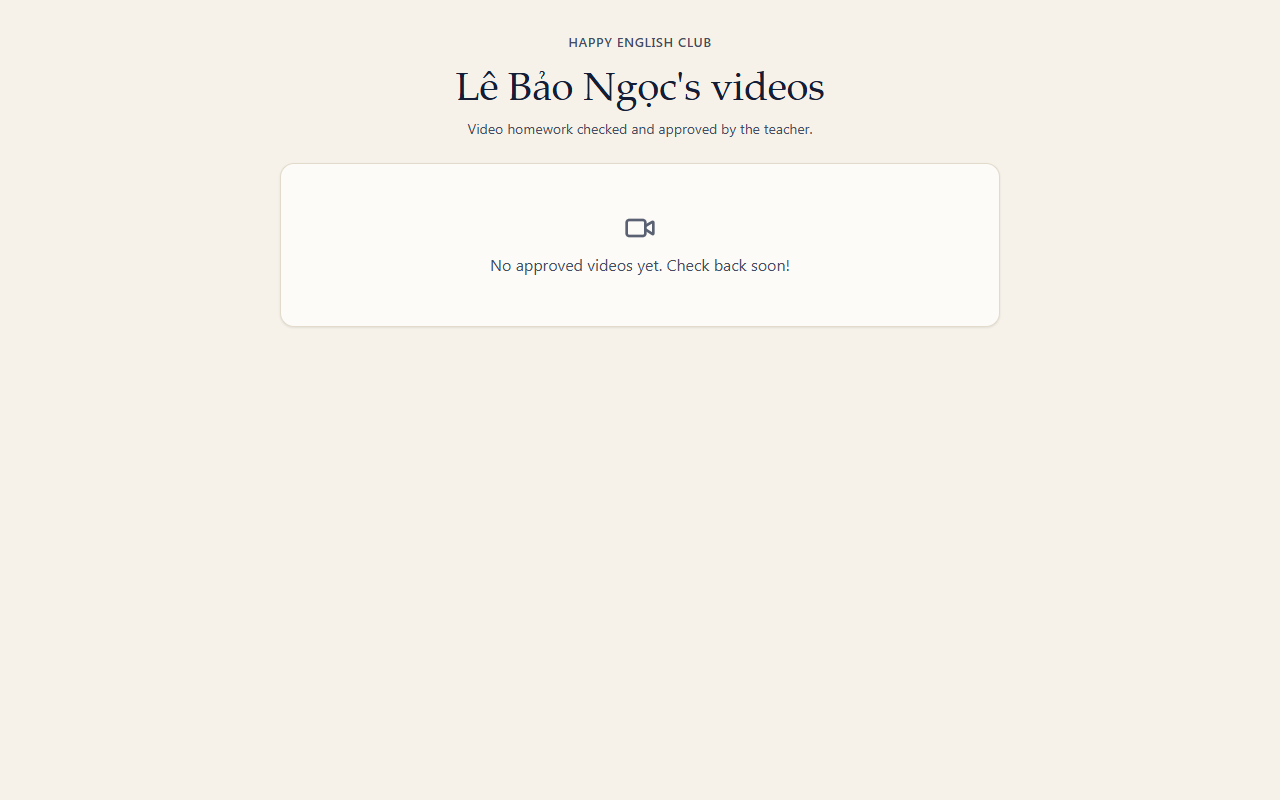 HAPPY ENGLISH CLUB
Lê Bảo Ngọc's videos
Video homework checked and approved by the teacher.
No approved videos yet. Check back soon!